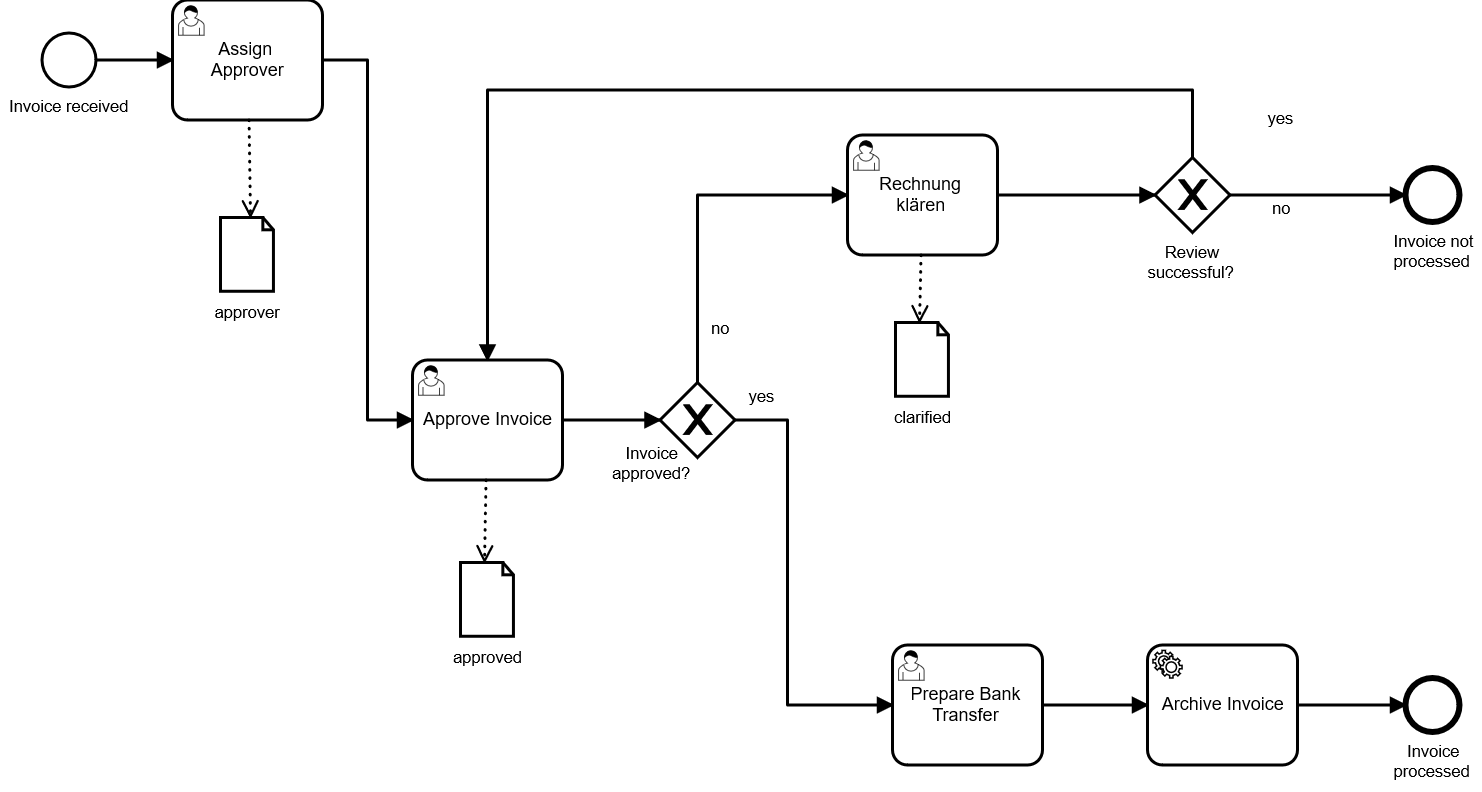 Assign
Approver
Invoice received
yes
Rechnung
klären
no
Invoice not
processed
Review
successful?
approver
no
yes
clarified
Approve Invoice
Invoice
approved?
approved
Prepare Bank
Transfer
Archive Invoice
Invoice
processed